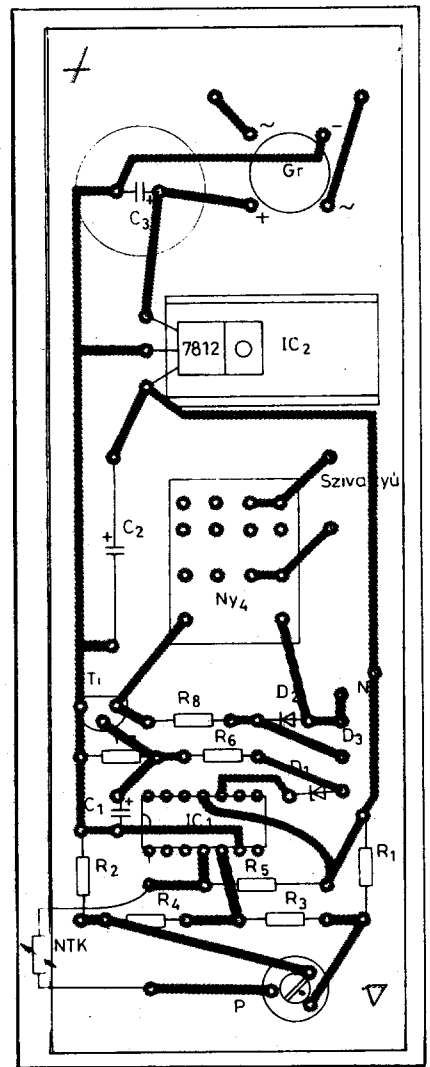 ~
−
Gr
+
~
C3
+
7812
IC2
Szivattyú
+
C2
Ny4
T1
N
R8
D2
D3
R6
D1
C1
+
IC1
R2
R5
R1
R4
R3
NTK
P